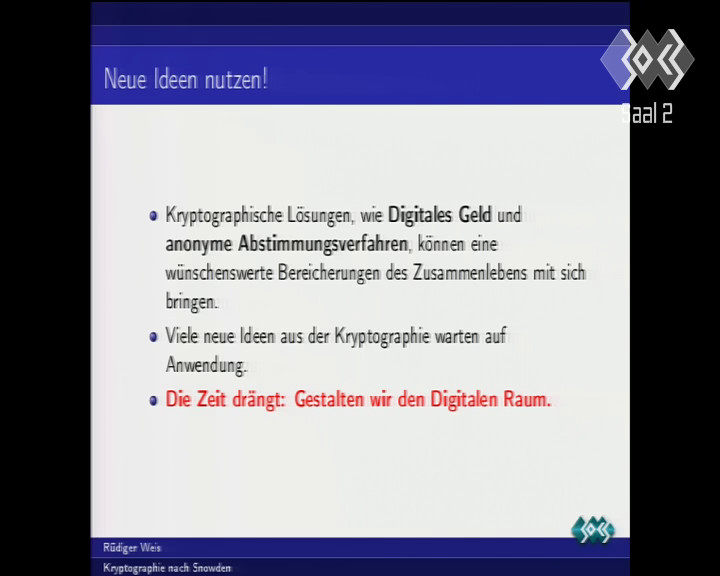 Neue Ideen nutzen!
Saal 2
Kryptographische Lösungen, wie Digitales Geld und
anonyme Abstimmungsverfahren, können eine
wünschenswerte Bereicherungen des Zusammenlebens mit sich
bringen.
Viele neue Ideen aus der Kryptographie warten auf
Anwendung.
Die Zeit drängt: Gestalten wir den Digitalen Raum.
Rüdiger Weis
Kryptographie nach Snowden